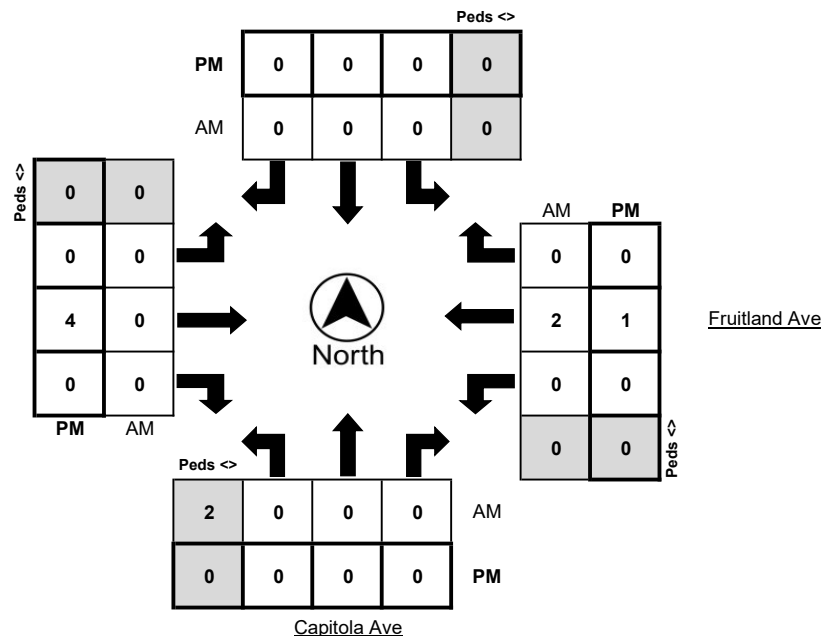 Peds <>
PM 0 0 0 0
AM 0 0 0 0
Peds <> 0 0
0 0
4 0
0 0
PM AM
AM PM
0 0
2 1 Fruitland Ave
0 0
0 0 Peds <>
North
Peds <>
2 0 0 0 AM
0 0 0 0 PM
Capitola Ave